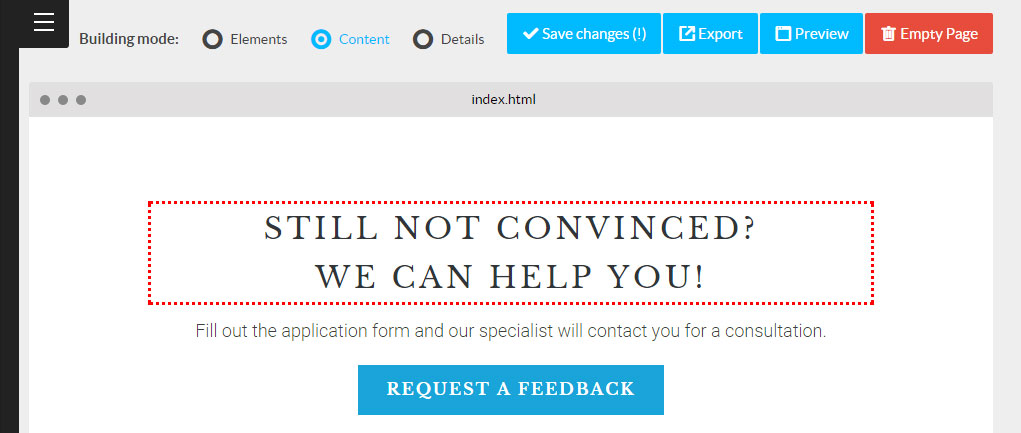 Building mode: Elements Content Details Save changes (!) Export Preview Empty Page
index.html
STILL NOT CONVINCED?
WE CAN HELP YOU!
Fill out the application form and our specialist will contact you for a consultation.
REQUEST A FEEDBACK